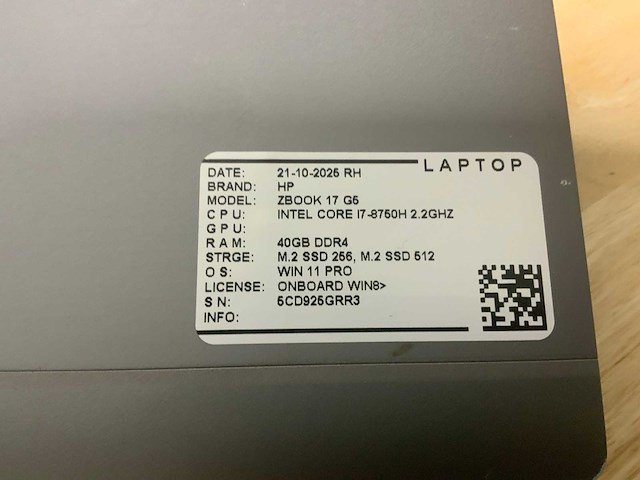 LAPTOP
DATE: 21-10-2025 RH
BRAND: HP
MODEL: ZBOOK 17 G5
CPU: INTEL CORE I7-8750H 2.2GHZ
GPU:
RAM: 40GB DDR4
STRGE: M.2 SSD 256, M.2 SSD 512
OS: WIN 11 PRO
LICENSE: ONBOARD WIN8>
SN: 5CD925GRR3
INFO: